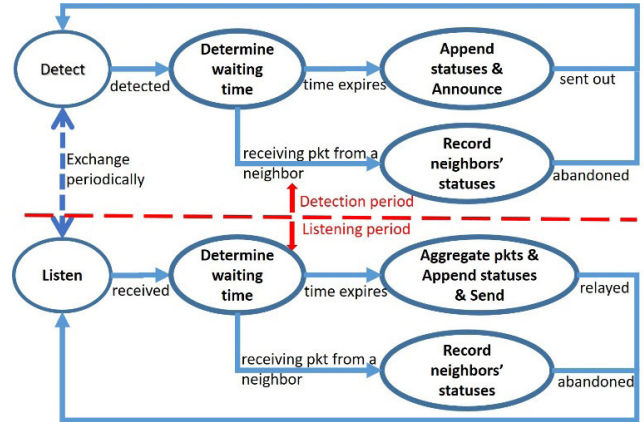 Detect
detected
Determine
waiting
time
time expires
Append
statuses &
Announce
sent out
receiving pkt from a
neighbor
Record
neighbors'
statuses
abandoned
Exchange
periodically
Detection period
Listening period
Listen
received
Determine
waiting
time
time expires
Aggregate pkts &
Append statuses
& Send
relayed
receiving pkt from a
neighbor
Record
neighbors'
statuses
abandoned